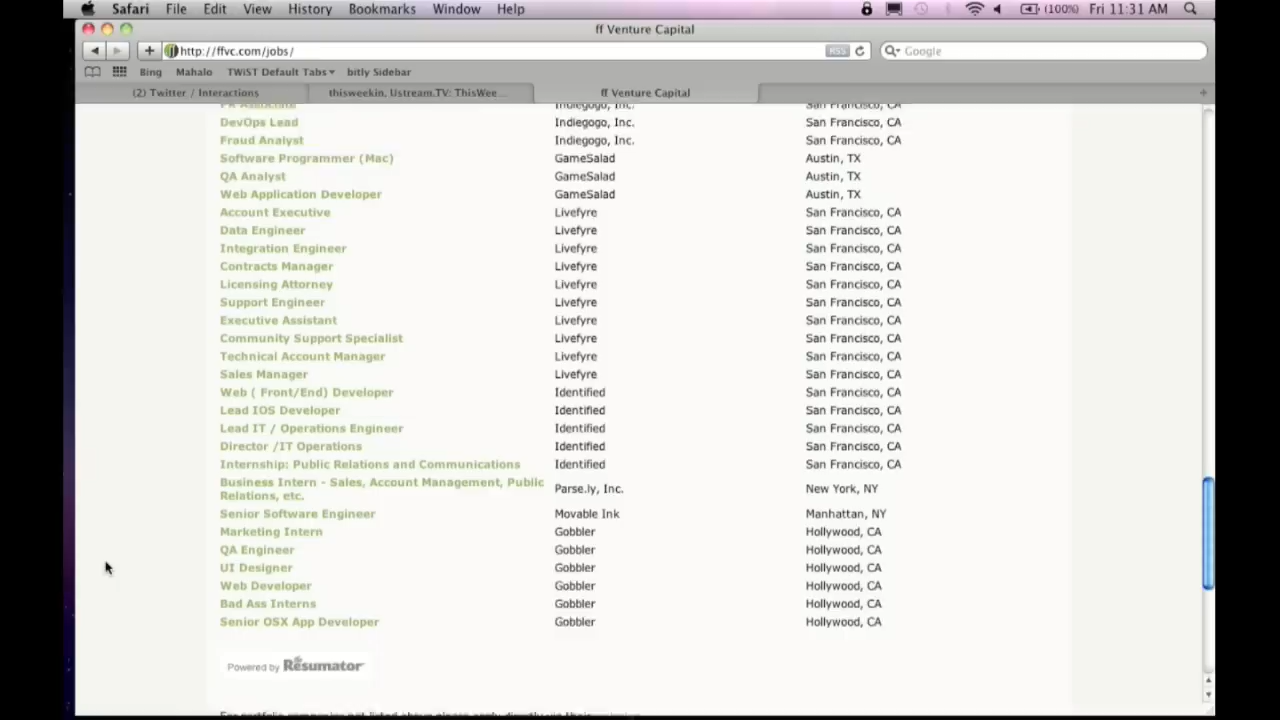 Safari File Edit View History Bookmarks Window Help (100%) Fri 11:31 AM
ff Venture Capital
http://ffvc.com/jobs/ RSS Google
Bing Mahalo TWiST Default Tabs bitly Sidebar
(2) Twitter / Interactions thisweekin, Ustream.TV: ThisWee... ff Venture Capital
PR Associate Indiegogo, Inc. San Francisco, CA
DevOps Lead Indiegogo, Inc. San Francisco, CA
Fraud Analyst Indiegogo, Inc. San Francisco, CA
Software Programmer (Mac) GameSalad Austin, TX
QA Analyst GameSalad Austin, TX
Web Application Developer GameSalad Austin, TX
Account Executive Livefyre San Francisco, CA
Data Engineer Livefyre San Francisco, CA
Integration Engineer Livefyre San Francisco, CA
Contracts Manager Livefyre San Francisco, CA
Licensing Attorney Livefyre San Francisco, CA
Support Engineer Livefyre San Francisco, CA
Executive Assistant Livefyre San Francisco, CA
Community Support Specialist Livefyre San Francisco, CA
Technical Account Manager Livefyre San Francisco, CA
Sales Manager Livefyre San Francisco, CA
Web ( Front/End) Developer Identified San Francisco, CA
Lead IOS Developer Identified San Francisco, CA
Lead IT / Operations Engineer Identified San Francisco, CA
Director /IT Operations Identified San Francisco, CA
Internship: Public Relations and Communications Identified San Francisco, CA
Business Intern - Sales, Account Management, Public Relations, etc. Parse.ly, Inc. New York, NY
Senior Software Engineer Movable Ink Manhattan, NY
Marketing Intern Gobbler Hollywood, CA
QA Engineer Gobbler Hollywood, CA
UI Designer Gobbler Hollywood, CA
Web Developer Gobbler Hollywood, CA
Bad Ass Interns Gobbler Hollywood, CA
Senior OSX App Developer Gobbler Hollywood, CA
Powered by Resumator